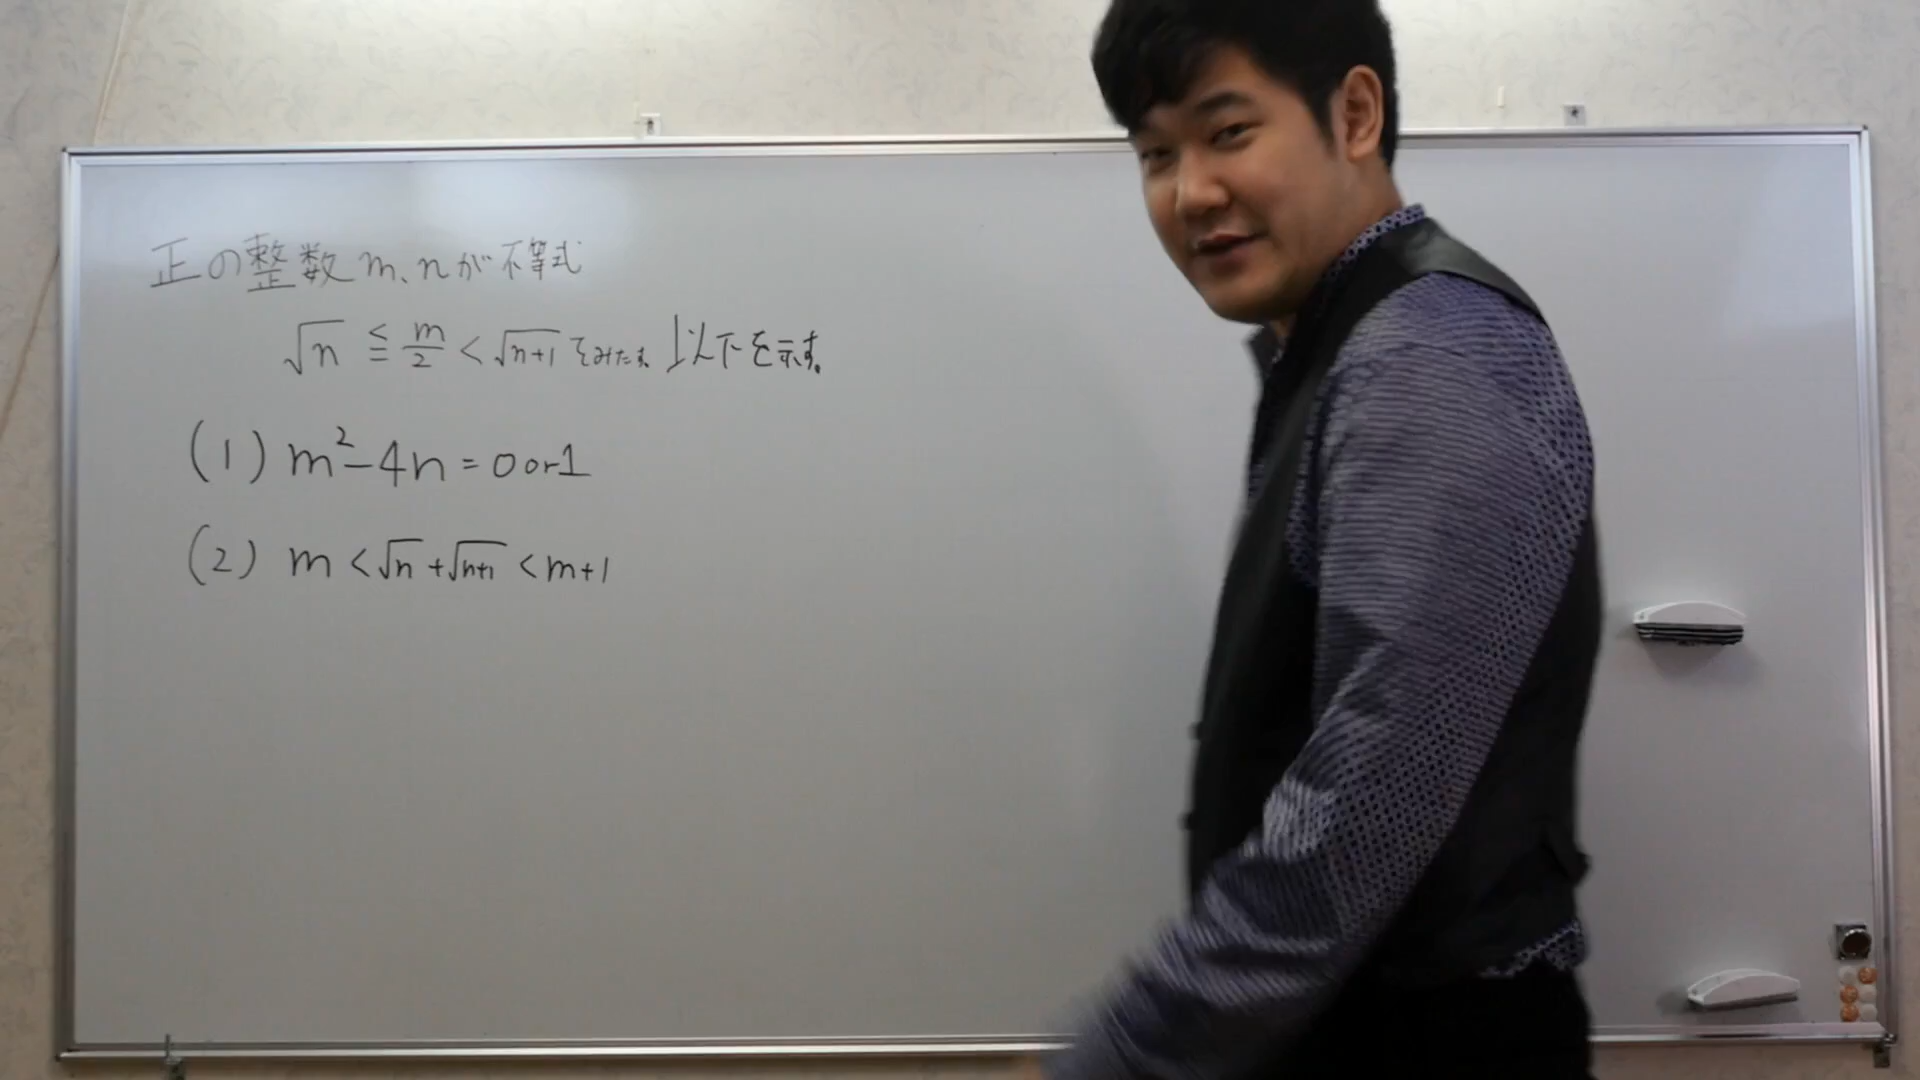 正の整数m、nが不等式
√n ≦ m/2 < √n+1 をみたす。以下を示す。
(1) m²-4n = 0 or 1
(2) m < √n + √n+1 < m+1